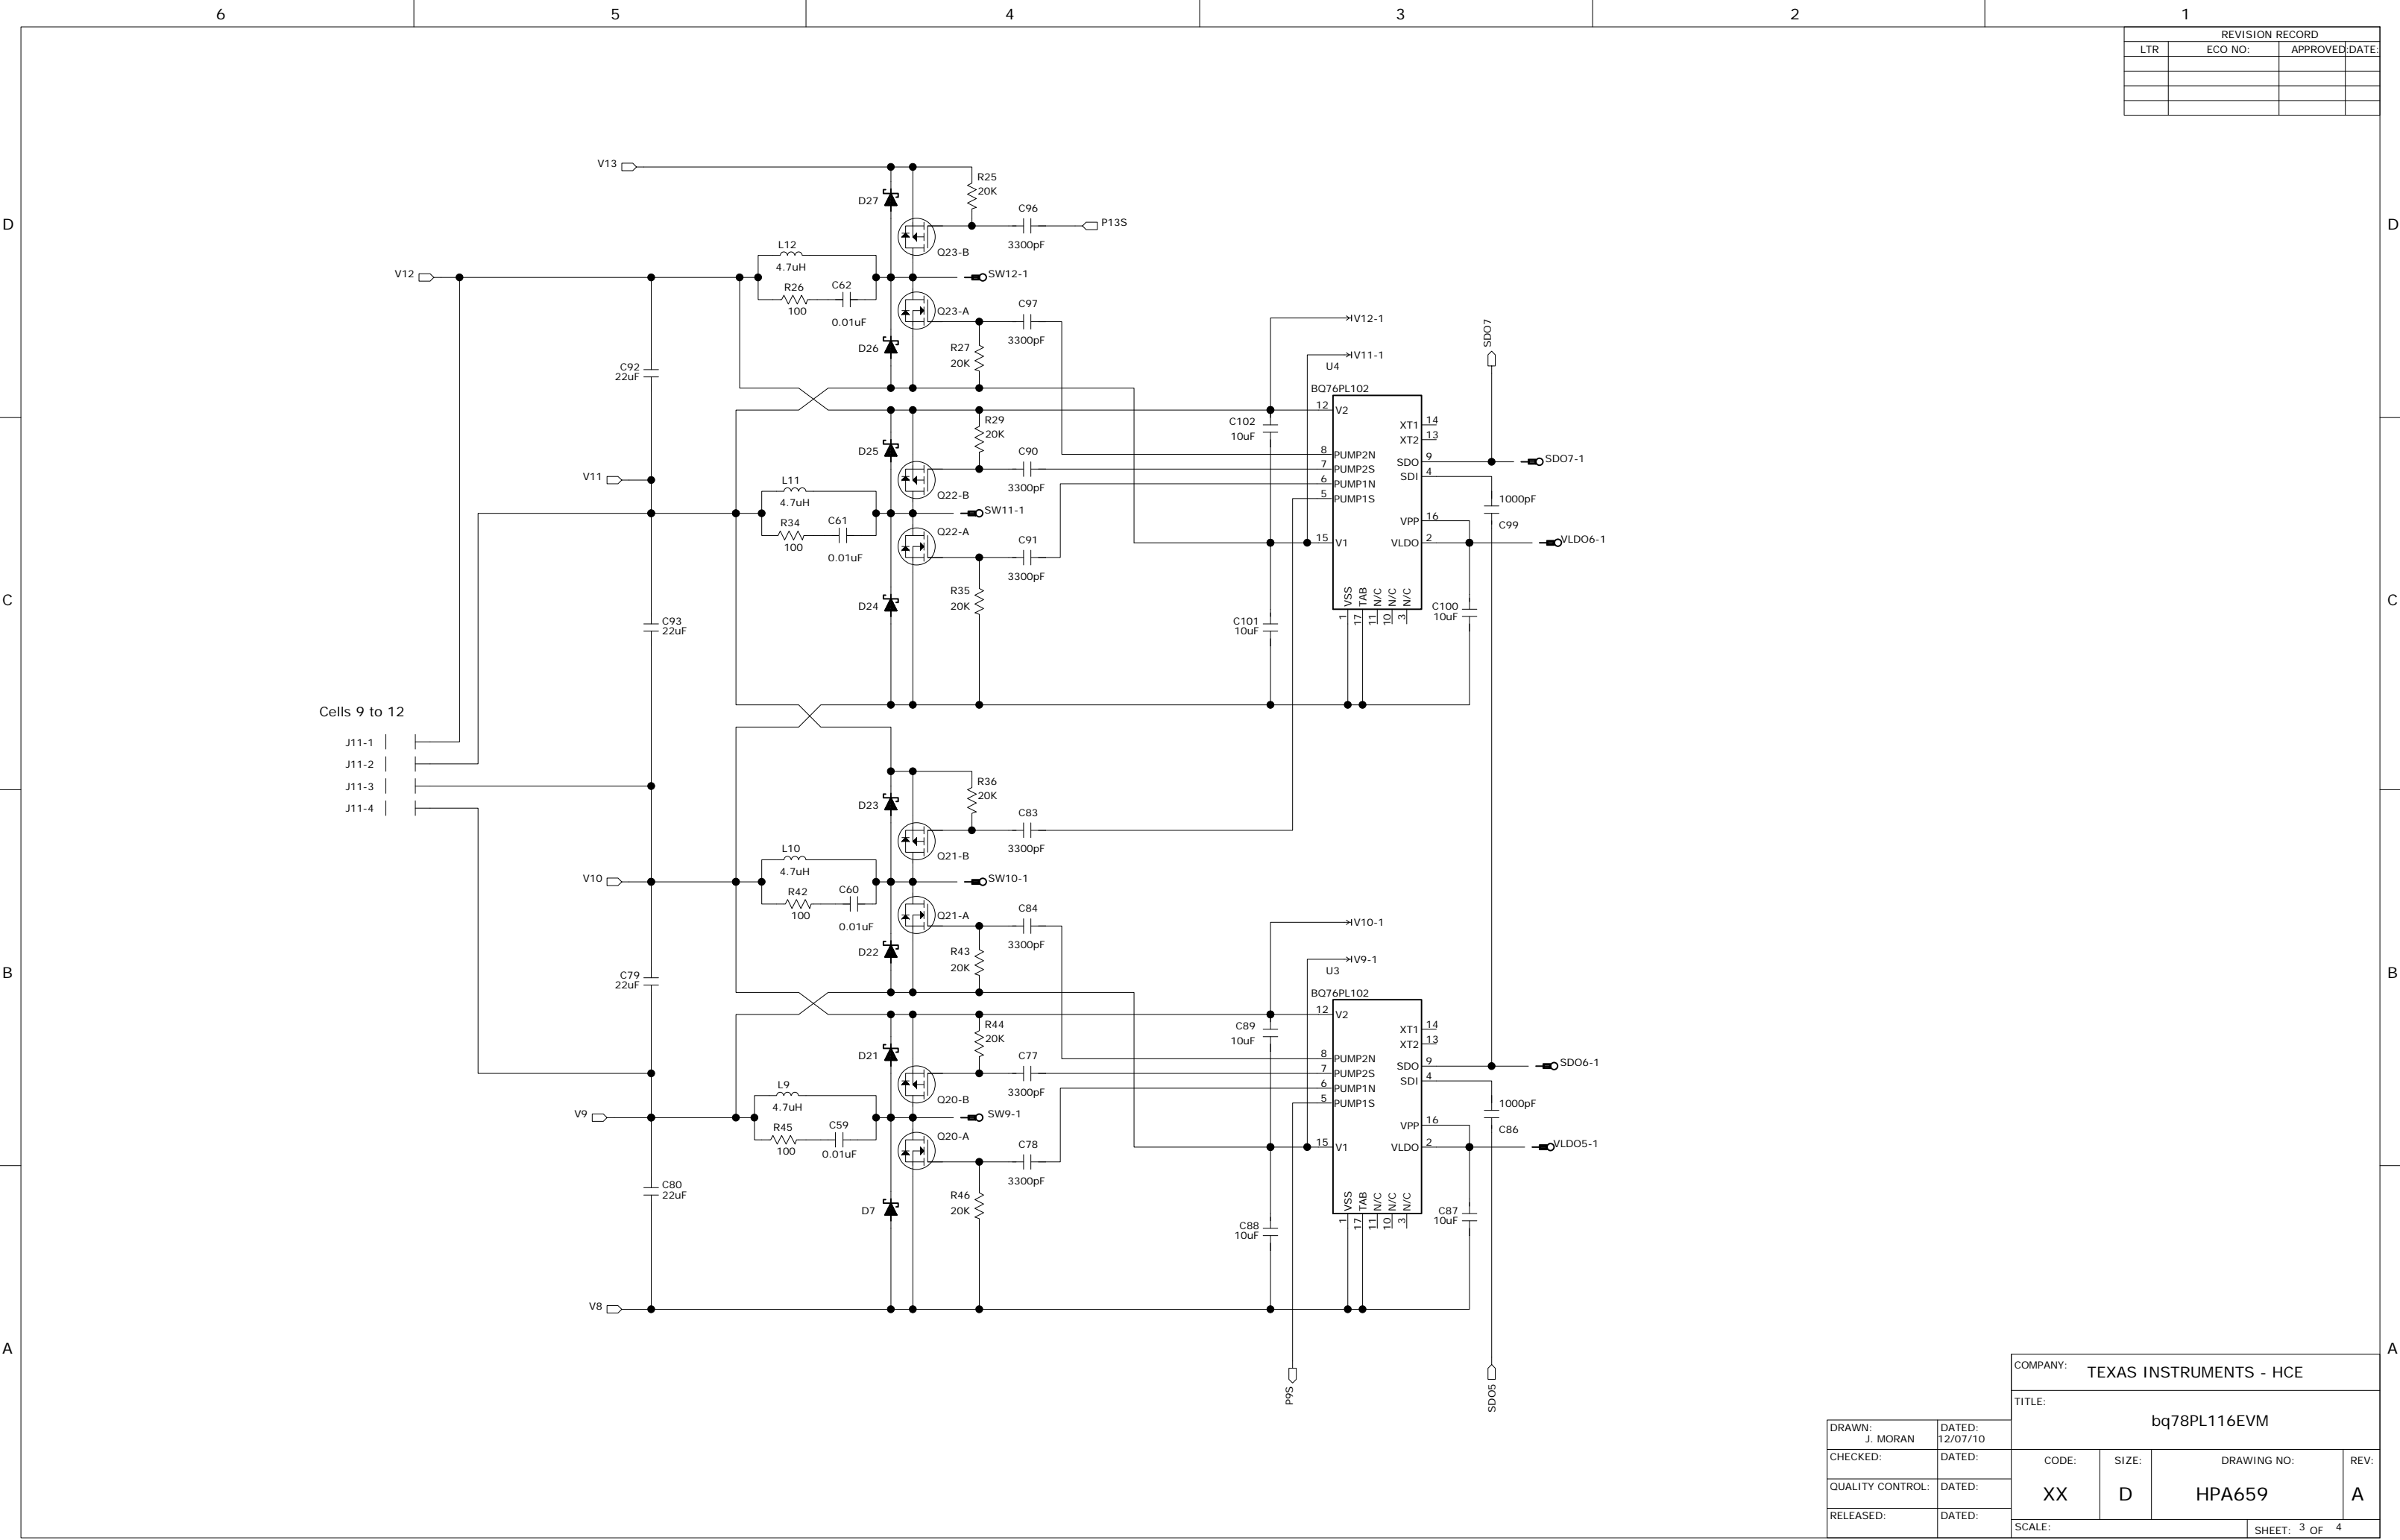 6 5 4 3 2 1
REVISION RECORD
LTR ECO NO: APPROVED: DATE:
V13
R25
20K
D27
C96
P13S
3300pF
D D
Q23-B
L12
4.7uH
V12
SW12-1
R26
100
C62
0.01uF
C97
Q23-A
3300pF
D26
R27
20K
V12-1
SDO7
V11-1
U4
C92
22uF
BQ76PL102
12 V2
XT1 14
XT2 13
R29
20K
C102
10uF
D25
C90
8 PUMP2N
7 PUMP2S
6 PUMP1N
5 PUMP1S
SDO 9
SDI 4
SDO7-1
V11
L11
4.7uH
Q22-B
3300pF
1000pF
C99
SW11-1
R34
100
C61
0.01uF
Q22-A
C91
3300pF
VPP 16
15 V1
VLDO 2
VLDO6-1
C C
D24
R35
20K
VSS TAB N/C N/C N/C
1 17 11 10 3
C100
10uF
C93
22uF
C101
10uF
Cells 9 to 12
J11-1
J11-2
J11-3
J11-4
R36
20K
D23
C83
3300pF
Q21-B
L10
4.7uH
V10
SW10-1
R42
100
C60
0.01uF
Q21-A
C84
3300pF
V10-1
D22
R43
20K
V9-1
U3
B B
C79
22uF
BQ76PL102
12 V2
XT1 14
XT2 13
R44
20K
C89
10uF
D21
C77
8 PUMP2N
7 PUMP2S
6 PUMP1N
5 PUMP1S
SDO 9
SDI 4
SDO6-1
L9
4.7uH
Q20-B
3300pF
1000pF
C86
V9
SW9-1
R45
100
C59
0.01uF
Q20-A
C78
3300pF
VPP 16
15 V1
VLDO 2
VLDO5-1
C80
22uF
D7
R46
20K
VSS TAB N/C N/C N/C
1 17 11 10 3
C88
10uF
C87
10uF
V8
A A
P9S
SDO5
COMPANY: TEXAS INSTRUMENTS - HCE
TITLE:
bq78PL116EVM
DRAWN: J. MORAN DATED: 12/07/10
CHECKED: DATED:
QUALITY CONTROL: DATED:
RELEASED: DATED:
CODE: SIZE: DRAWING NO: REV:
XX D HPA659 A
SCALE: SHEET: 3 OF 4